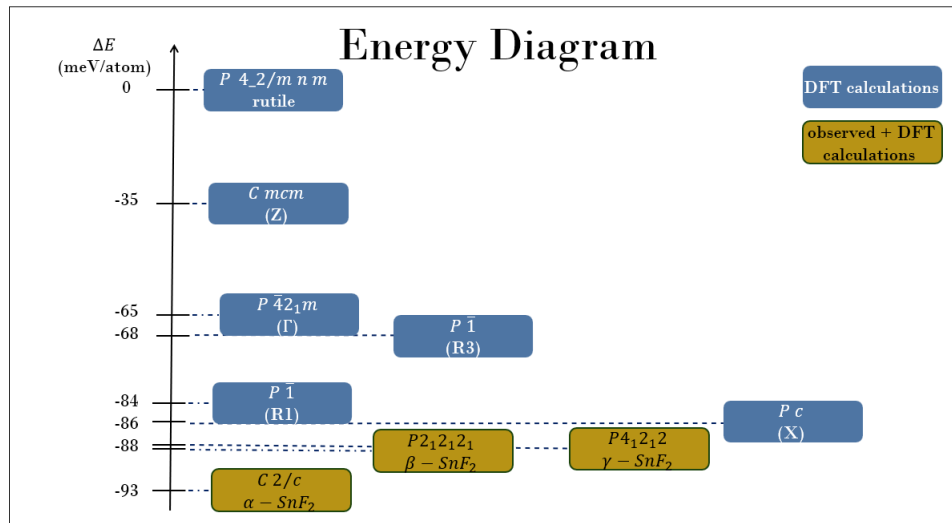 Energy Diagram
ΔE
(meV/atom)
0
-35
-65
-68
-84
-86
-88
-93
P 4_2/m n m
rutile
C mcm
(Z)
P 4̅2₁m
(Γ)
P 1̅
(R3)
P 1̅
(R1)
P c
(X)
P2₁2₁2₁
β − SnF₂
P4₁2₁2
γ − SnF₂
C 2/c
α − SnF₂
DFT calculations
observed + DFT
calculations